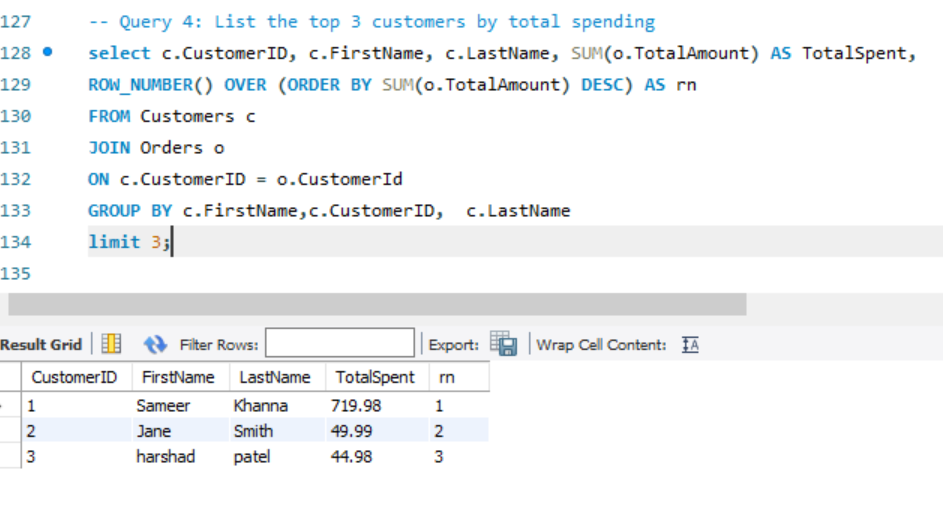 127 -- Query 4: List the top 3 customers by total spending
128 select c.CustomerID, c.FirstName, c.LastName, SUM(o.TotalAmount) AS TotalSpent,
129 ROW_NUMBER() OVER (ORDER BY SUM(o.TotalAmount) DESC) AS rn
130 FROM Customers c
131 JOIN Orders o
132 ON c.CustomerID = o.CustomerId
133 GROUP BY c.FirstName,c.CustomerID,  c.LastName
134 limit 3;
135
Result Grid Filter Rows: Export: Wrap Cell Content:
CustomerID FirstName LastName TotalSpent rn
1 Sameer Khanna 719.98 1
2 Jane Smith 49.99 2
3 harshad patel 44.98 3